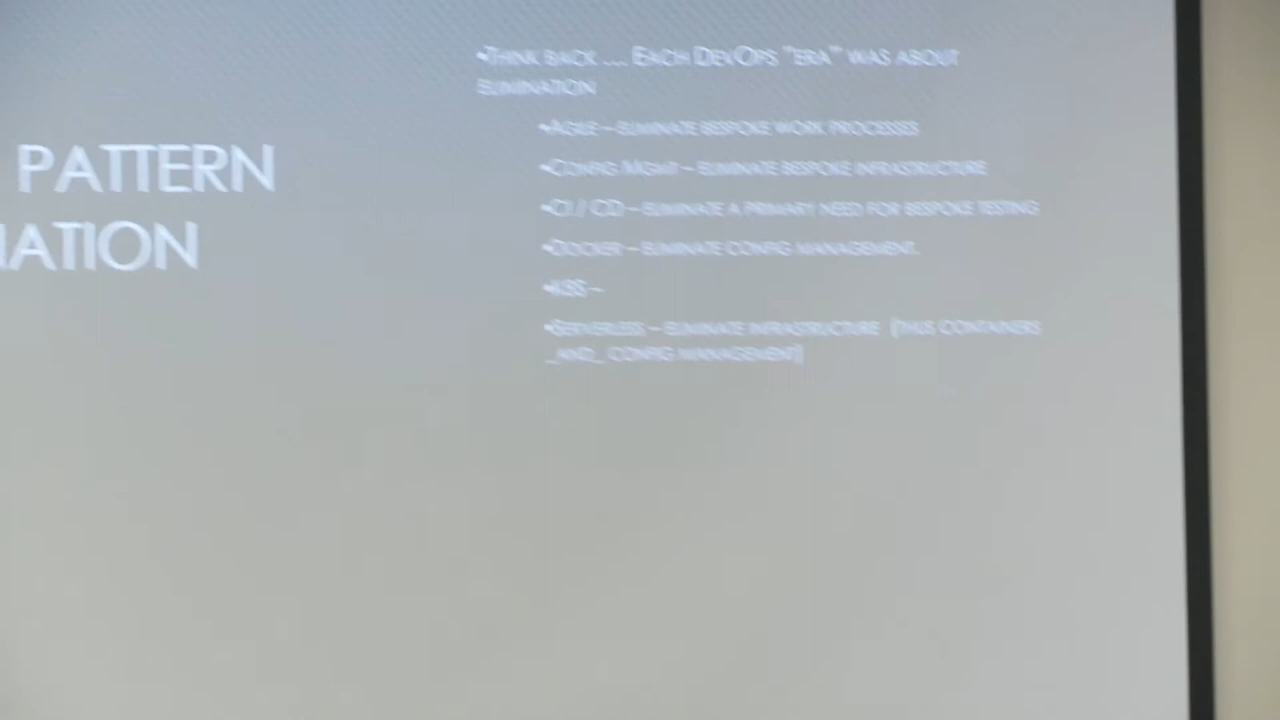 PATTERN
NATION
•Think back .... Each DevOps "era" was about
elimination
•Agile – eliminate bespoke work processes
•Config Mgmt – eliminate bespoke infrastructure
•CI / CD – eliminate a primary need for bespoke testing
•Docker – eliminate config management.
•K8S –
•Serverless – eliminate infrastructure (thus containers
_and_ config management)